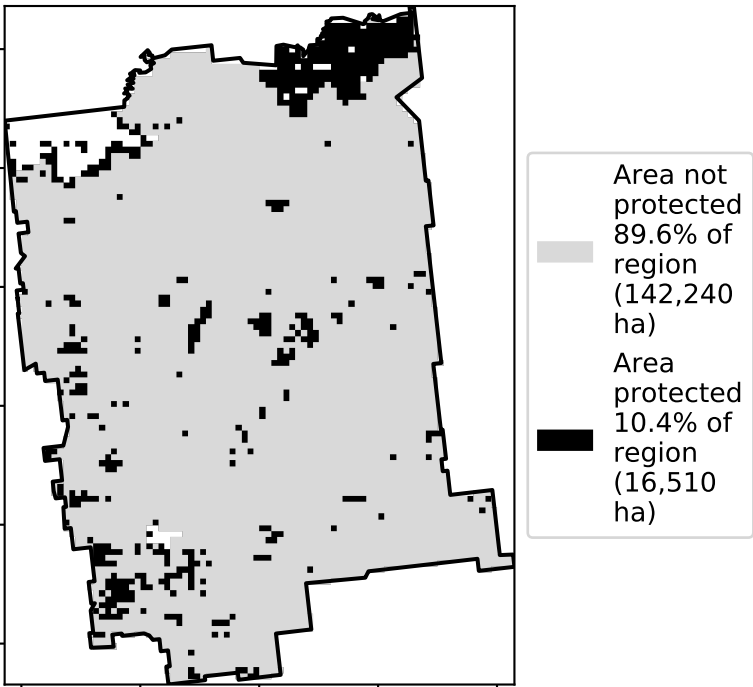 Area not
protected
89.6% of
region
(142,240
ha)
Area
protected
10.4% of
region
(16,510
ha)